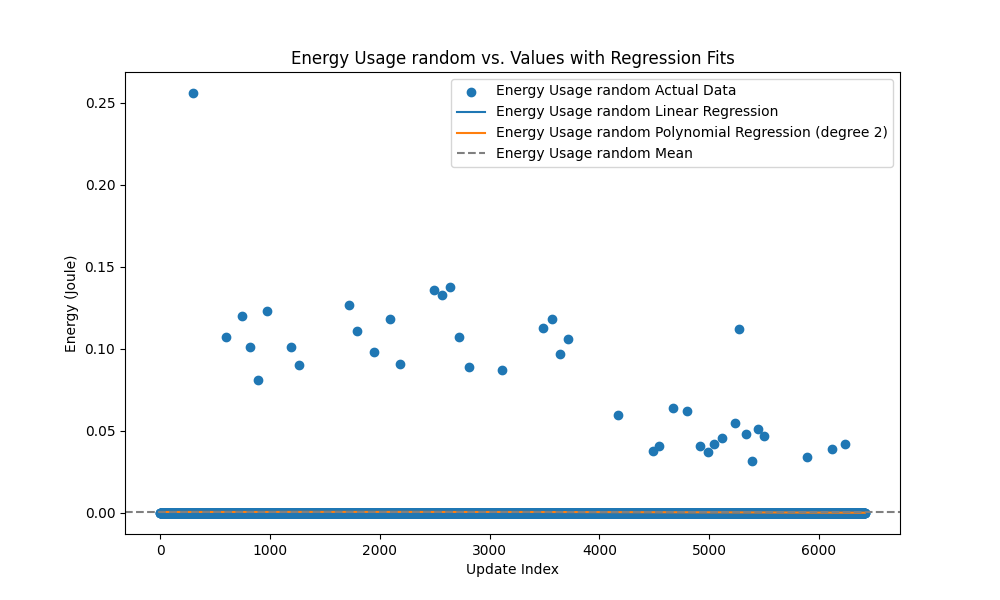 Energy Usage random vs. Values with Regression Fits
Energy Usage random Actual Data
Energy Usage random Linear Regression
Energy Usage random Polynomial Regression (degree 2)
Energy Usage random Mean
Energy (Joule)
0.25
0.20
0.15
0.10
0.05
0.00
0 1000 2000 3000 4000 5000 6000
Update Index